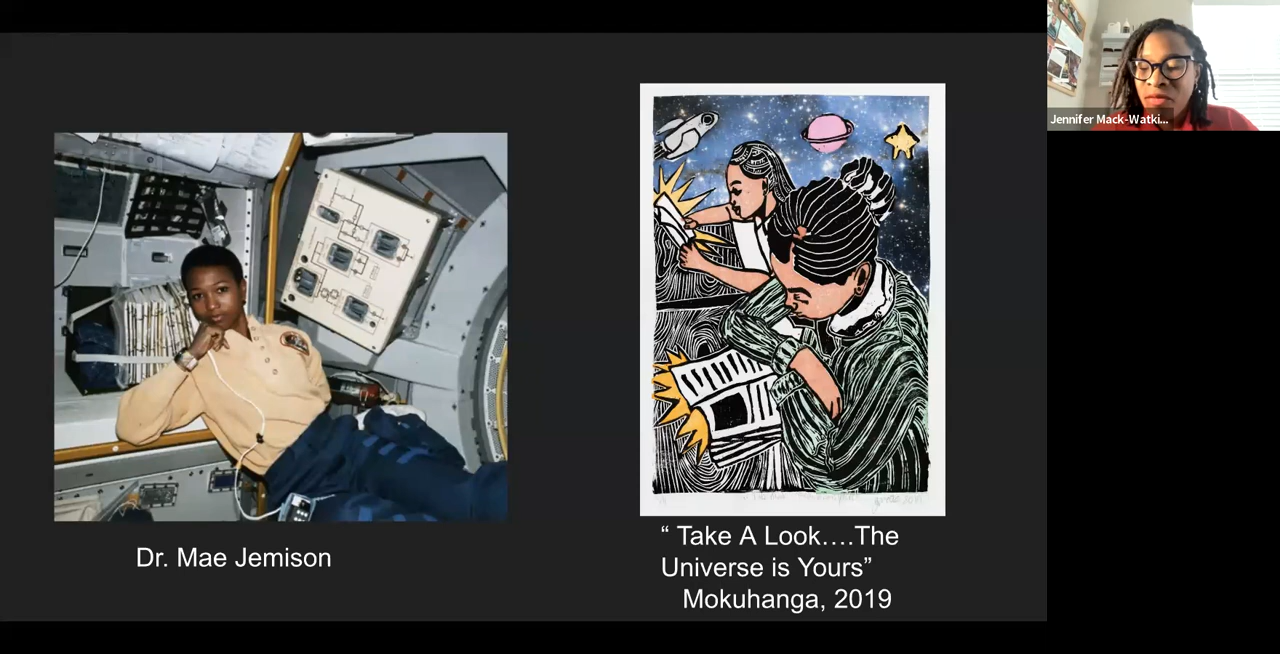 Jennifer Mack-Watki...
Dr. Mae Jemison
“ Take A Look....The
Universe is Yours”
Mokuhanga, 2019